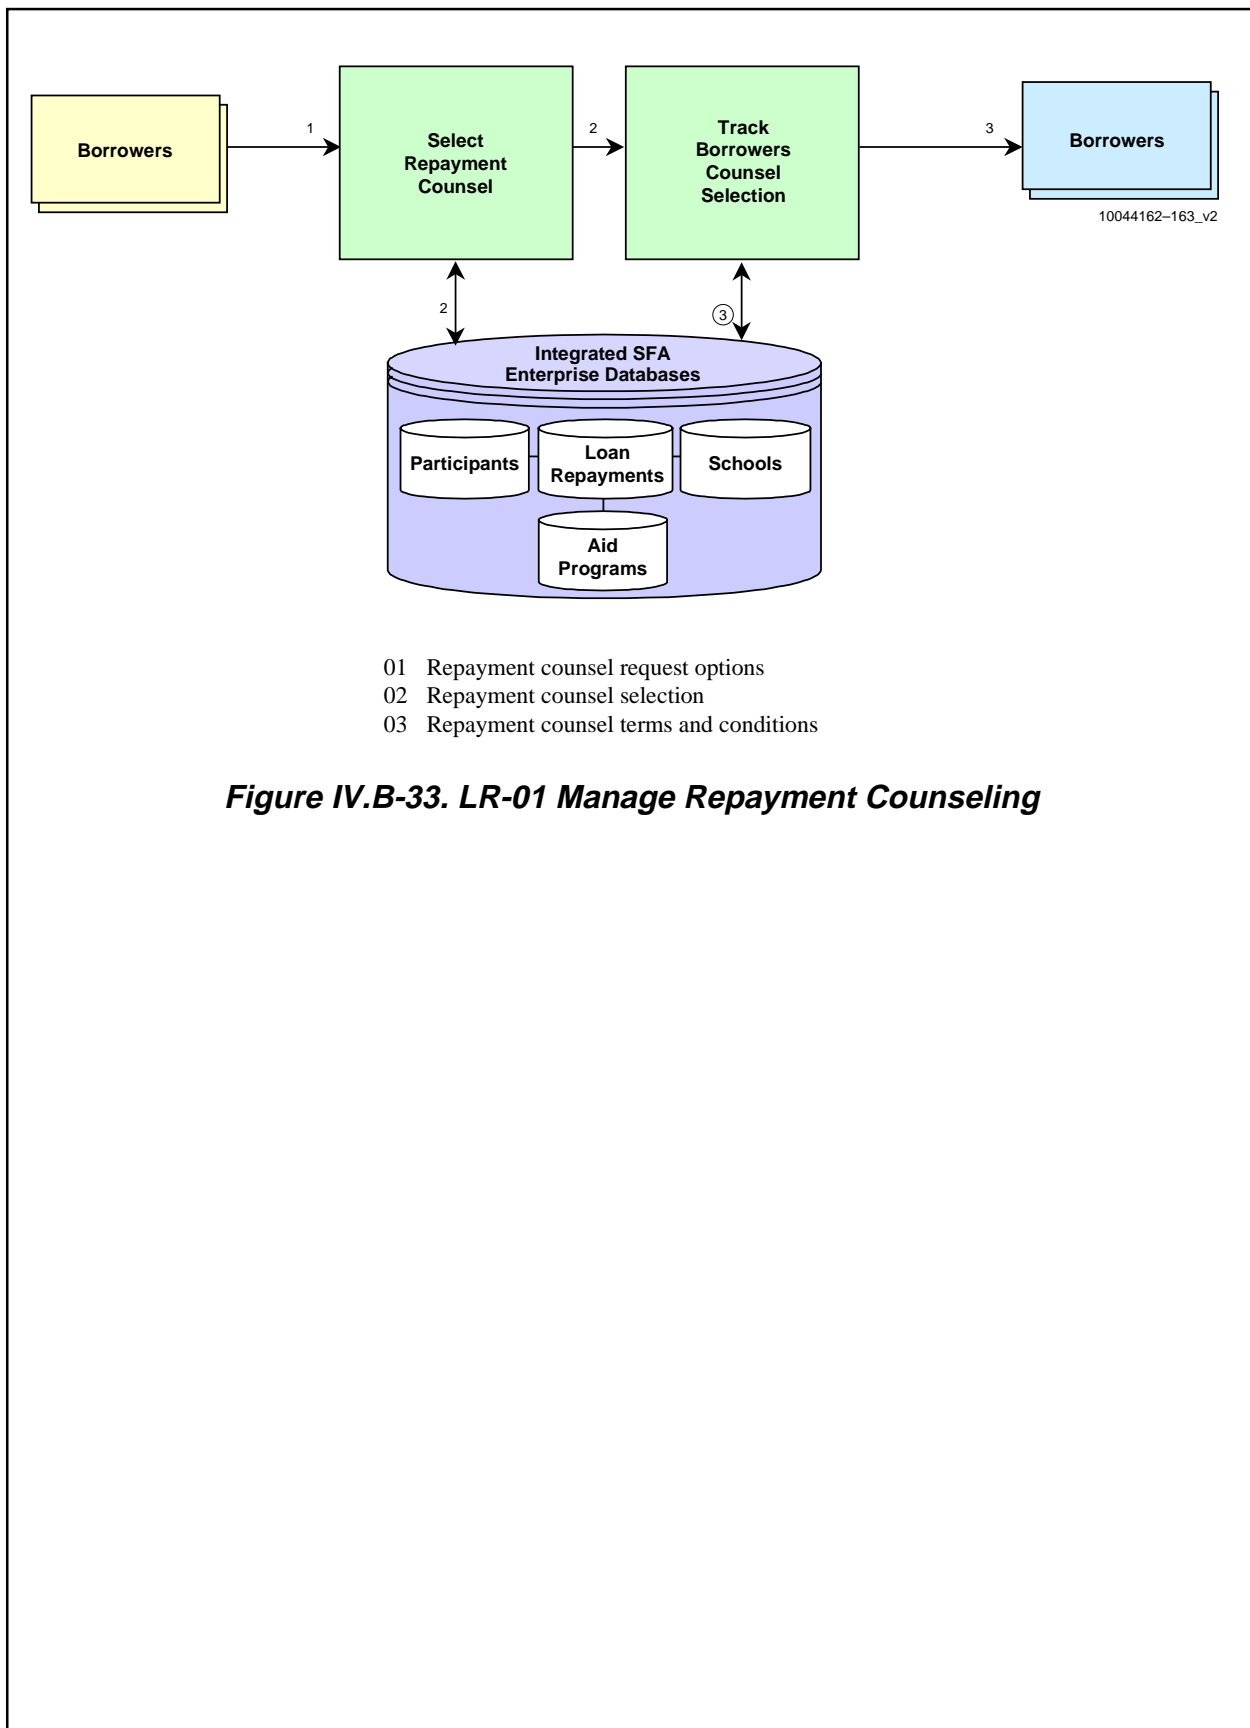 Borrowers
1
Select
Repayment
Counsel
2
Track
Borrowers
Counsel
Selection
3
Borrowers
10044162–163_v2
2
3
Integrated SFA
Enterprise Databases
Participants
Loan
Repayments
Schools
Aid
Programs
01 Repayment counsel request options
02 Repayment counsel selection
03 Repayment counsel terms and conditions
Figure IV.B-33. LR-01 Manage Repayment Counseling